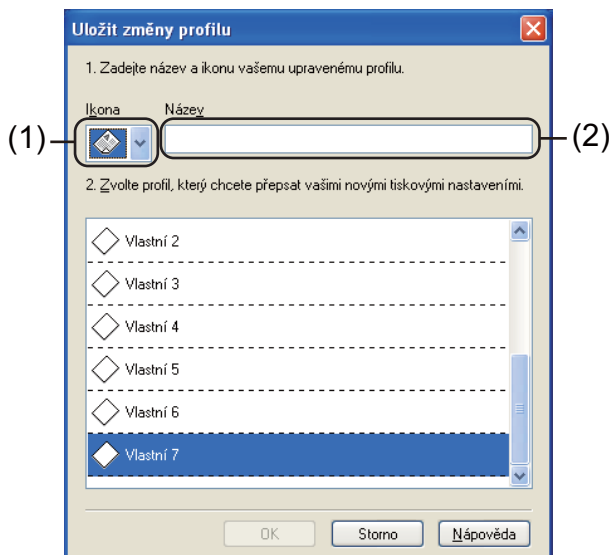 Uložit změny profilu
1. Zadejte název a ikonu vašemu upravenému profilu.
Ikona Název
(1) (2)
2. Zvolte profil, který chcete přepsat vašimi novými tiskovými nastaveními.
Vlastní 2
Vlastní 3
Vlastní 4
Vlastní 5
Vlastní 6
Vlastní 7
OK Storno Nápověda